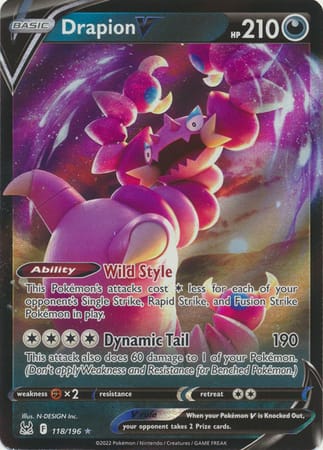 BASIC
Drapion V
HP 210
Ability Wild Style
This Pokémon's attacks cost less for each of your
opponent's Single Strike, Rapid Strike, and Fusion Strike
Pokémon in play.
Dynamic Tail 190
This attack also does 60 damage to 1 of your Pokémon.
(Don't apply Weakness and Resistance for Benched Pokémon.)
weakness ×2 resistance retreat
V rule When your Pokémon V is Knocked Out,
your opponent takes 2 Prize cards.
Illus. N-DESIGN Inc.
F 118/196 ★
©2022 Pokémon / Nintendo / Creatures / GAME FREAK